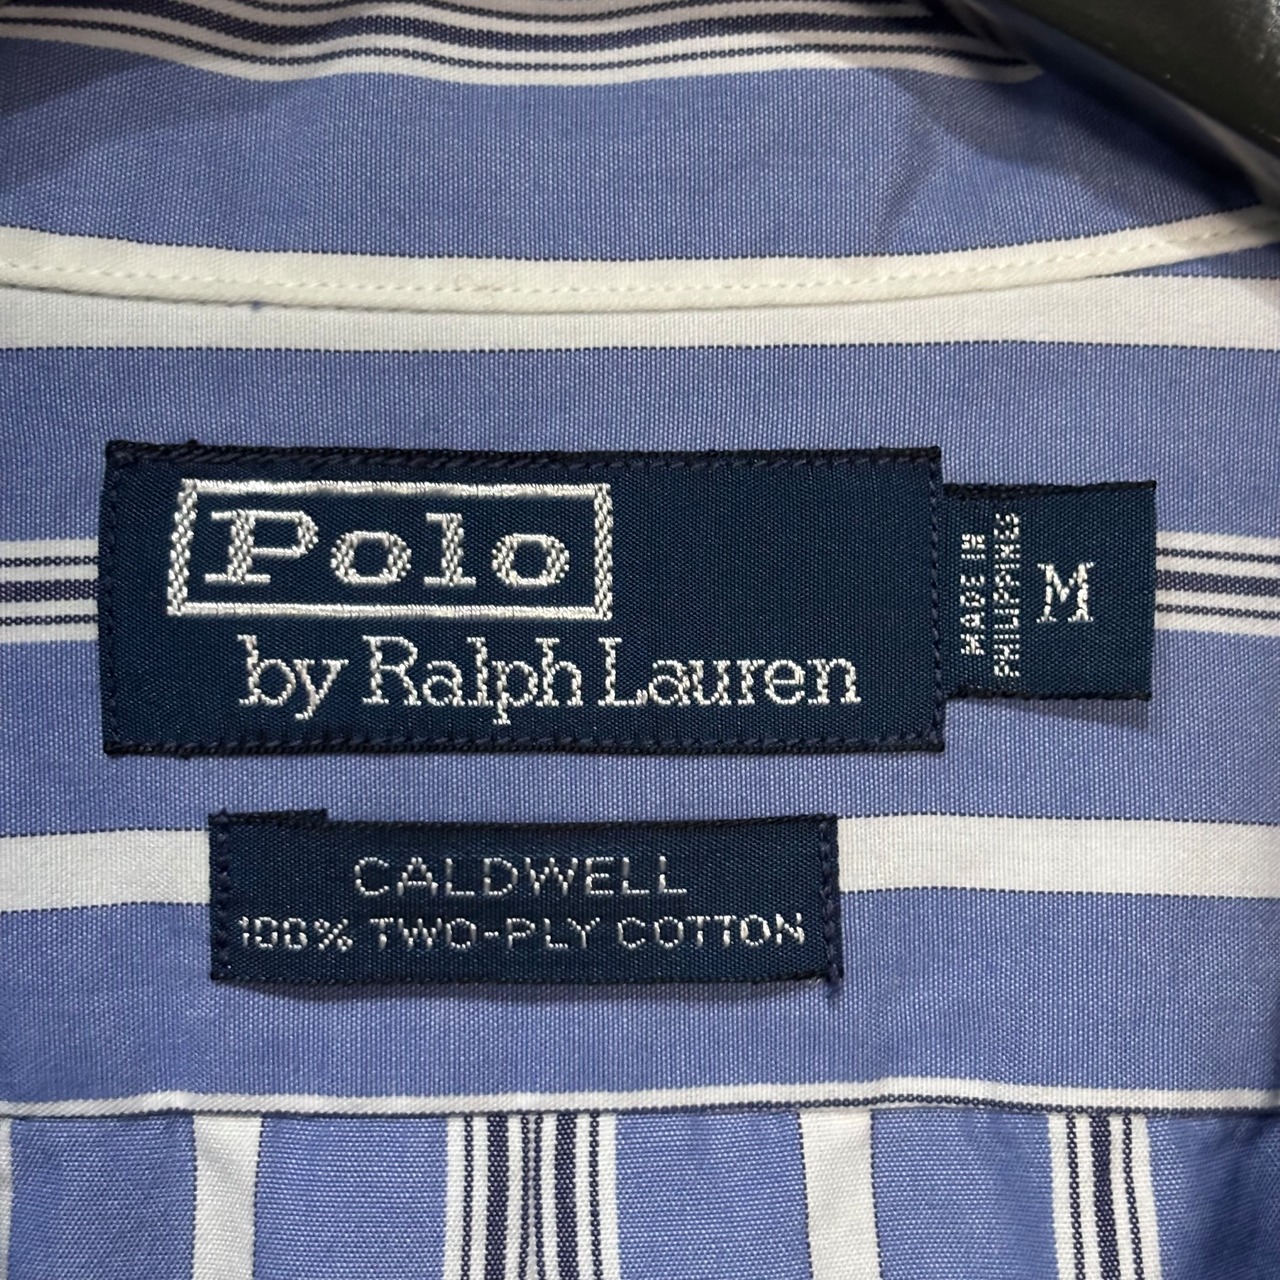 Polo
by Ralph Lauren
MADE IN
PHILIPPINES
M
CALDWELL
100% TWO-PLY COTTON